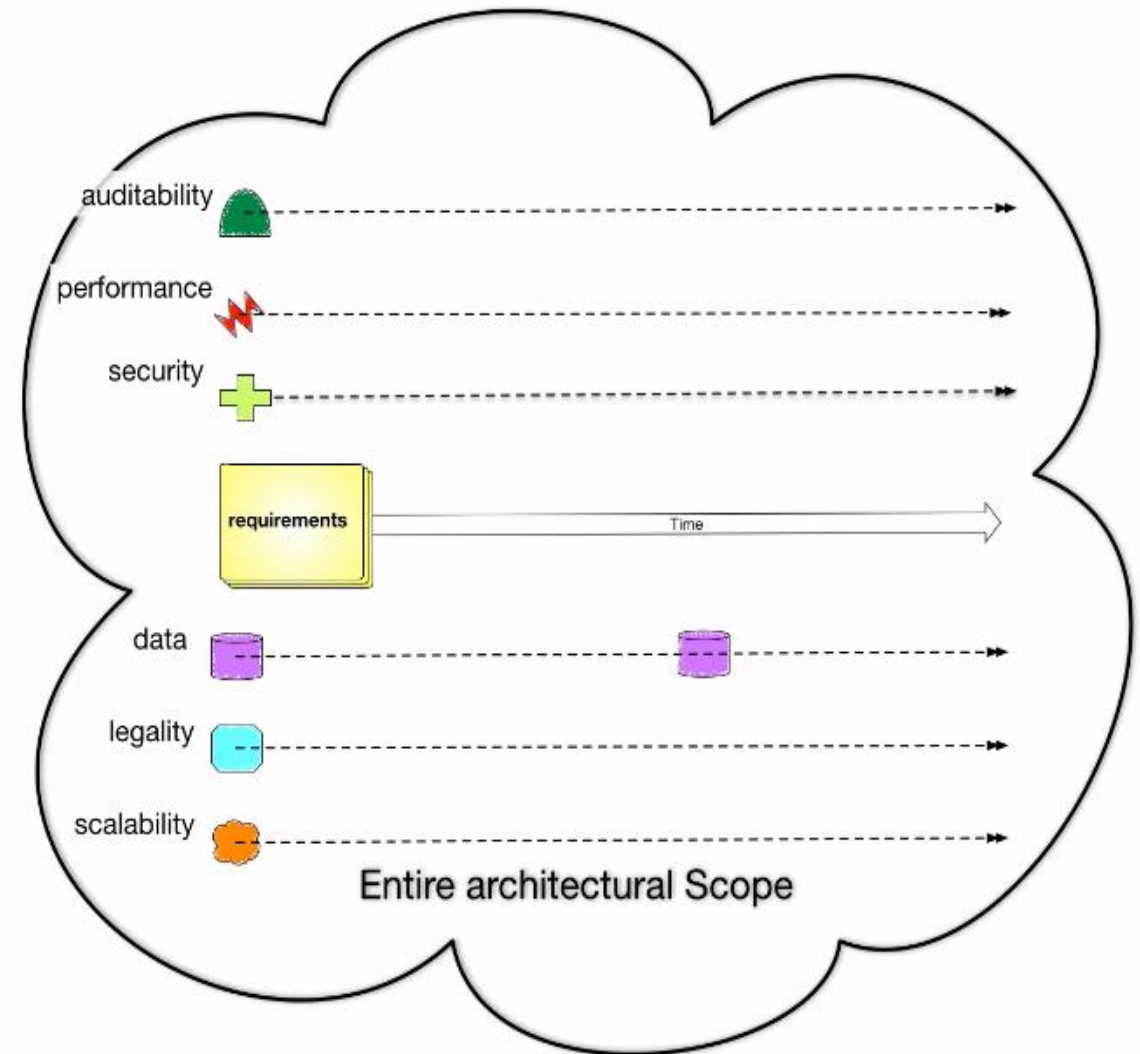 auditability
performance
security
requirements
Time
data
legality
scalability
Entire architectural Scope